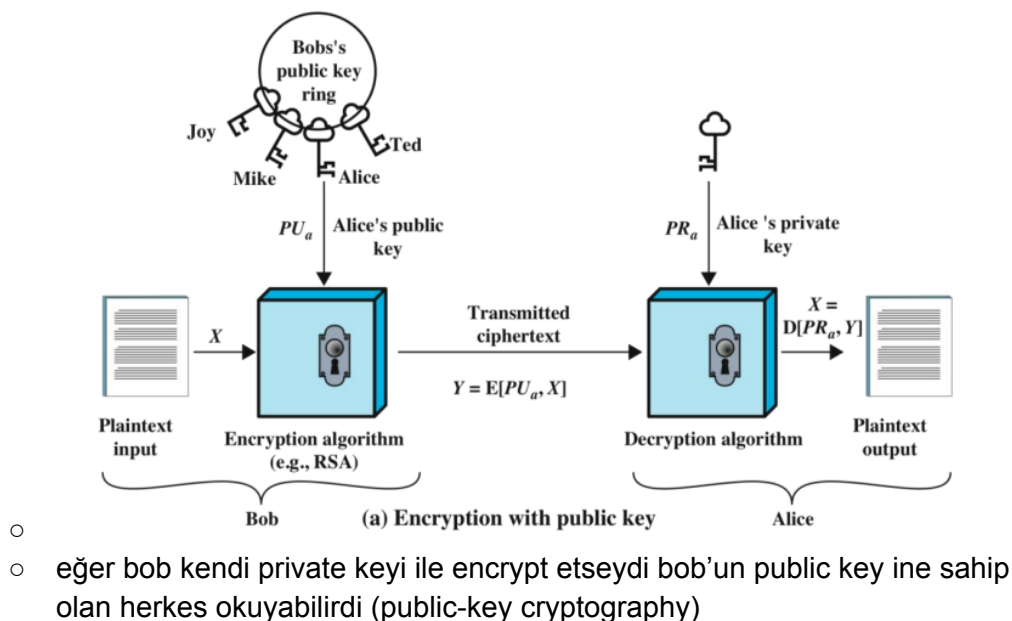 Bobs's
public key
ring
Joy
Ted
Mike
Alice
PUa
Alice's public
key
PRa
Alice 's private
key
X
Transmitted
ciphertext
X =
D[PRa, Y]
Y = E[PUa, X]
Plaintext
input
Encryption algorithm
(e.g., RSA)
Decryption algorithm
Plaintext
output
Bob
(a) Encryption with public key
Alice
○
○ eğer bob kendi private keyi ile encrypt etseydi bob’un public key ine sahip
olan herkes okuyabilirdi (public-key cryptography)